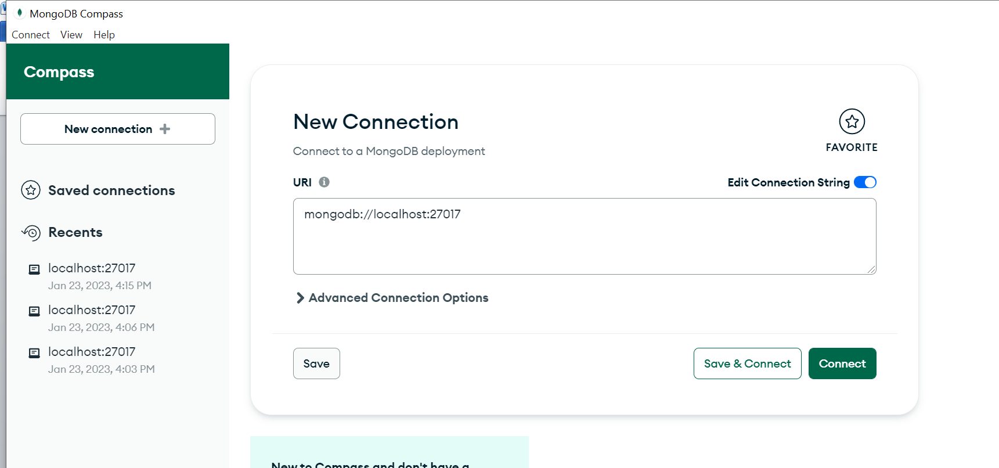 MongoDB Compass
Connect View Help
Compass
New connection
Saved connections
Recents
localhost:27017
Jan 23, 2023, 4:15 PM
localhost:27017
Jan 23, 2023, 4:06 PM
localhost:27017
Jan 23, 2023, 4:03 PM
New Connection
FAVORITE
Connect to a MongoDB deployment
URI
Edit Connection String
mongodb://localhost:27017
Advanced Connection Options
Save
Save & Connect
Connect
New to Compass and don't have a